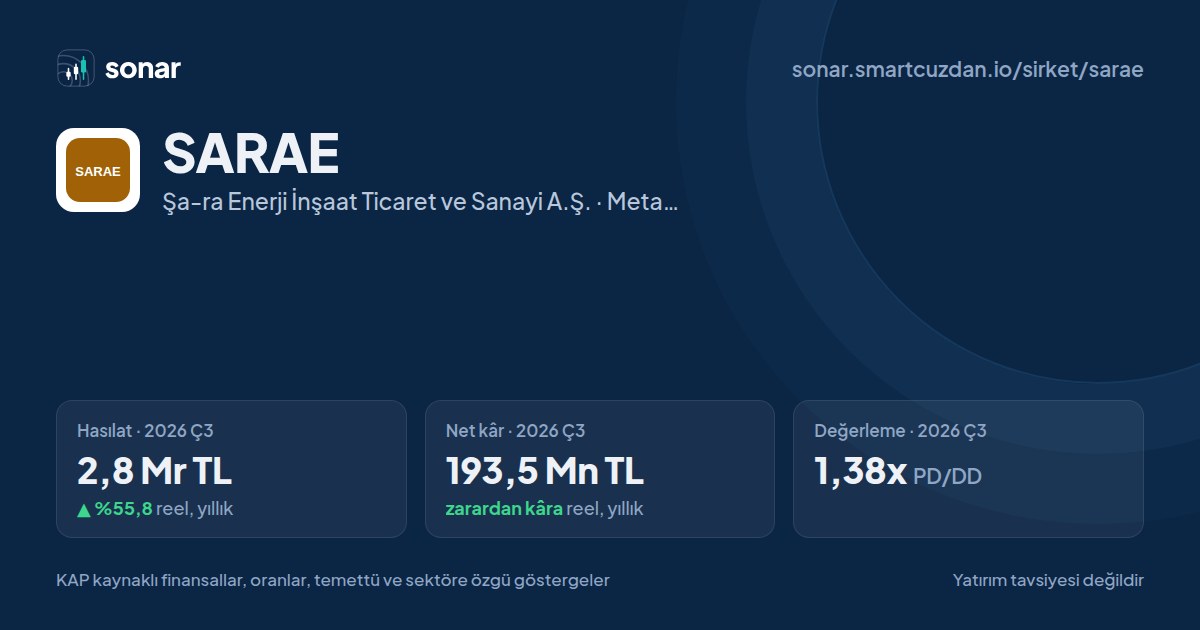 sonar
sonar.smartcuzdan.io/sirket/sarae
SARAE
SARAE
Şa-ra Enerji İnşaat Ticaret ve Sanayi A.Ş. · Meta...
Hasılat · 2026 Ç3
2,8 Mr TL
▲ %55,8 reel, yıllık
Net kâr · 2026 Ç3
193,5 Mn TL
zarardan kâra reel, yıllık
Değerleme · 2026 Ç3
1,38x PD/DD
KAP kaynaklı finansallar, oranlar, temettü ve sektöre özgü göstergeler
Yatırım tavsiyesi değildir